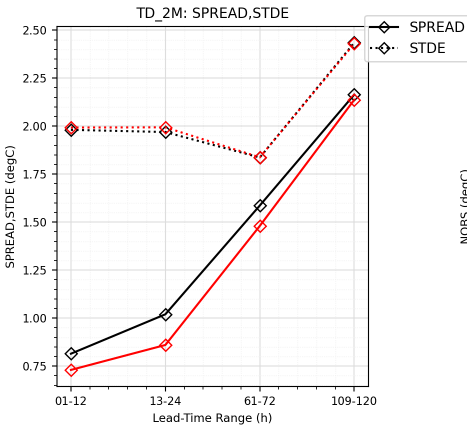 TD_2M: SPREAD,STDE
SPREAD
STDE
2.50
2.25
2.00
1.75
1.50
1.25
1.00
0.75
SPREAD,STDE (degC)
NOBS (degC)
01-12
13-24
61-72
109-120
Lead-Time Range (h)